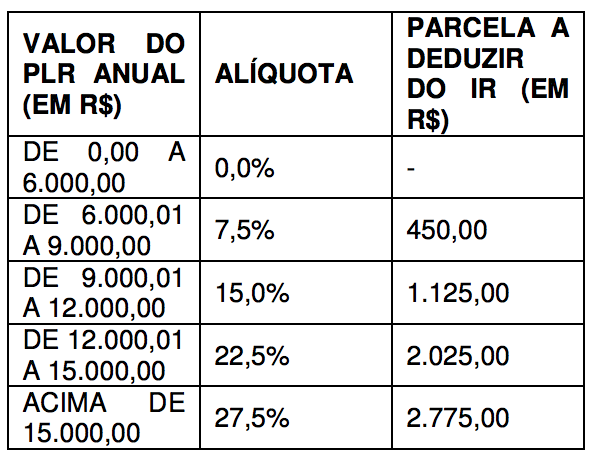 VALOR DO
PLR ANUAL
(EM R$)
ALÍQUOTA
PARCELA A
DEDUZIR
DO IR (EM
R$)
DE 0,00 A
6.000,00
0,0%
-
DE 6.000,01
A 9.000,00
7,5%
450,00
DE 9.000,01
A 12.000,00
15,0%
1.125,00
DE 12.000,01
A 15.000,00
22,5%
2.025,00
ACIMA DE
15.000,00
27,5%
2.775,00